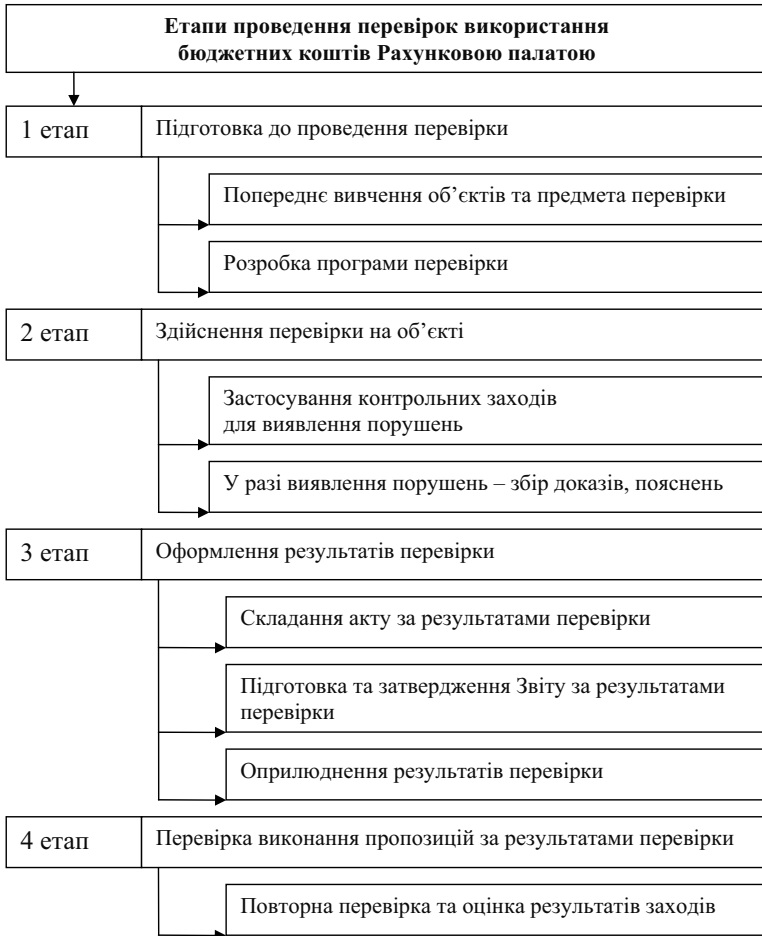 Етапи проведення перевірок використання
бюджетних коштів Рахунковою палатою
1 етап
Підготовка до проведення перевірки
Попереднє вивчення об’єктів та предмета перевірки
Розробка програми перевірки
2 етап
Здійснення перевірки на об’єкті
Застосування контрольних заходів
для виявлення порушень
У разі виявлення порушень – збір доказів, пояснень
3 етап
Оформлення результатів перевірки
Складання акту за результатами перевірки
Підготовка та затвердження Звіту за результатами
перевірки
Оприлюднення результатів перевірки
4 етап
Перевірка виконання пропозицій за результатами перевірки
Повторна перевірка та оцінка результатів заходів